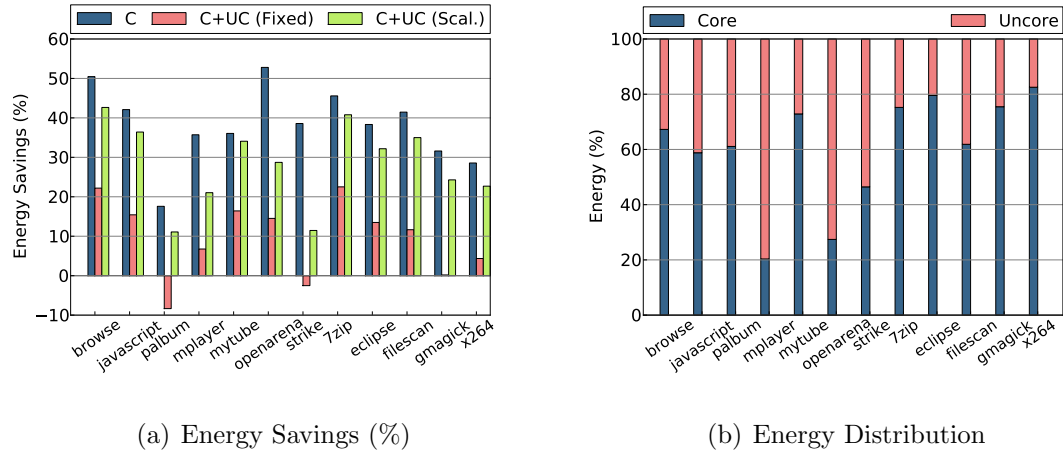 C C+UC (Fixed) C+UC (Scal.)
Energy Savings (%)
60
50
40
30
20
10
0
−10
browse
javascript
palbum
mplayer
mytube
openarena
strike
7zip
eclipse
filescan
gmagick
x264
(a) Energy Savings (%)
Core Uncore
Energy (%)
100
80
60
40
20
0
browse
javascript
palbum
mplayer
mytube
openarena
strike
7zip
eclipse
filescan
gmagick
x264
(b) Energy Distribution